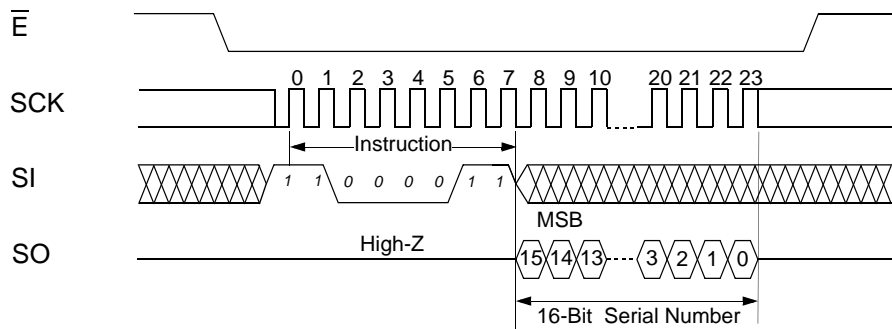 E
SCK
0 1 2 3 4 5 6 7 8 9 10 20 21 22 23
Instruction
SI
1 1 0 0 0 0 1 1
MSB
SO
High-Z
15 14 13 3 2 1 0
16-Bit Serial Number